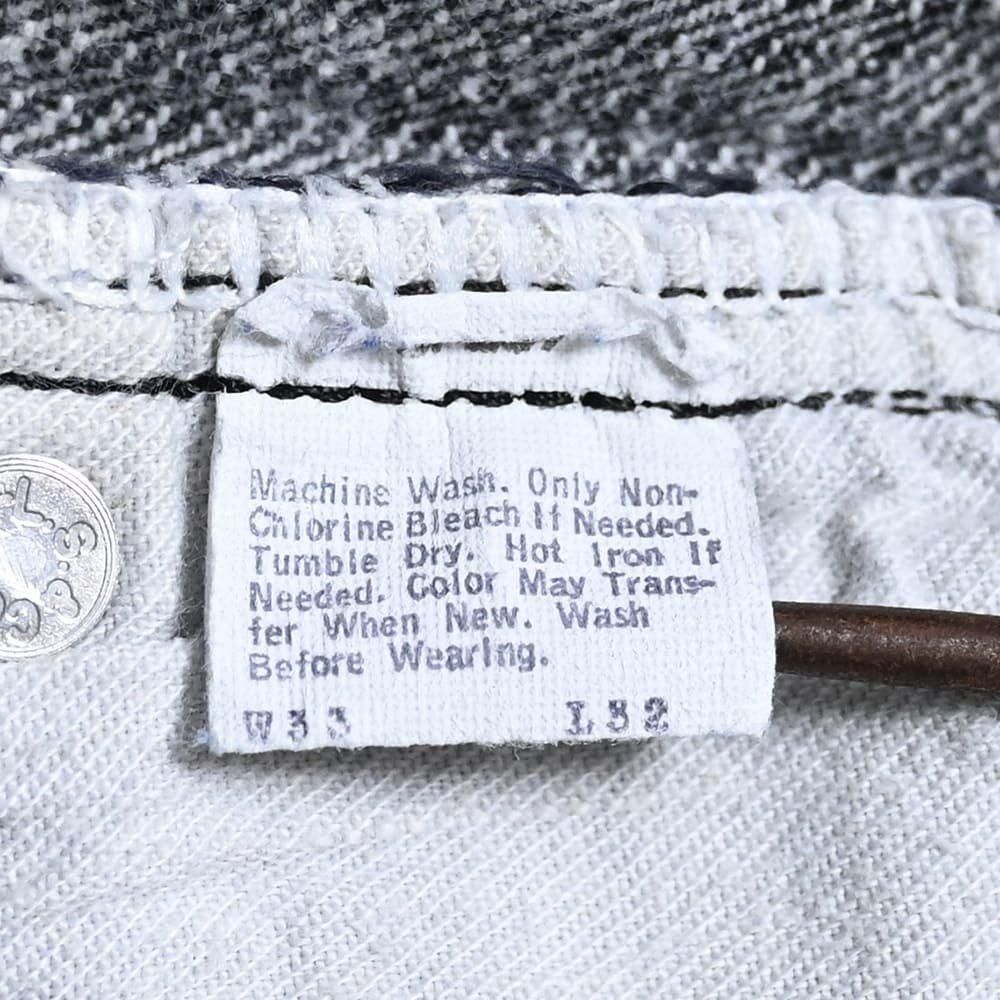 Machine Wash. Only Non-
Chlorine Bleach If Needed.
Tumble Dry. Hot Iron If
Needed. Color May Trans-
fer When New. Wash
Before Wearing.
W33 L32